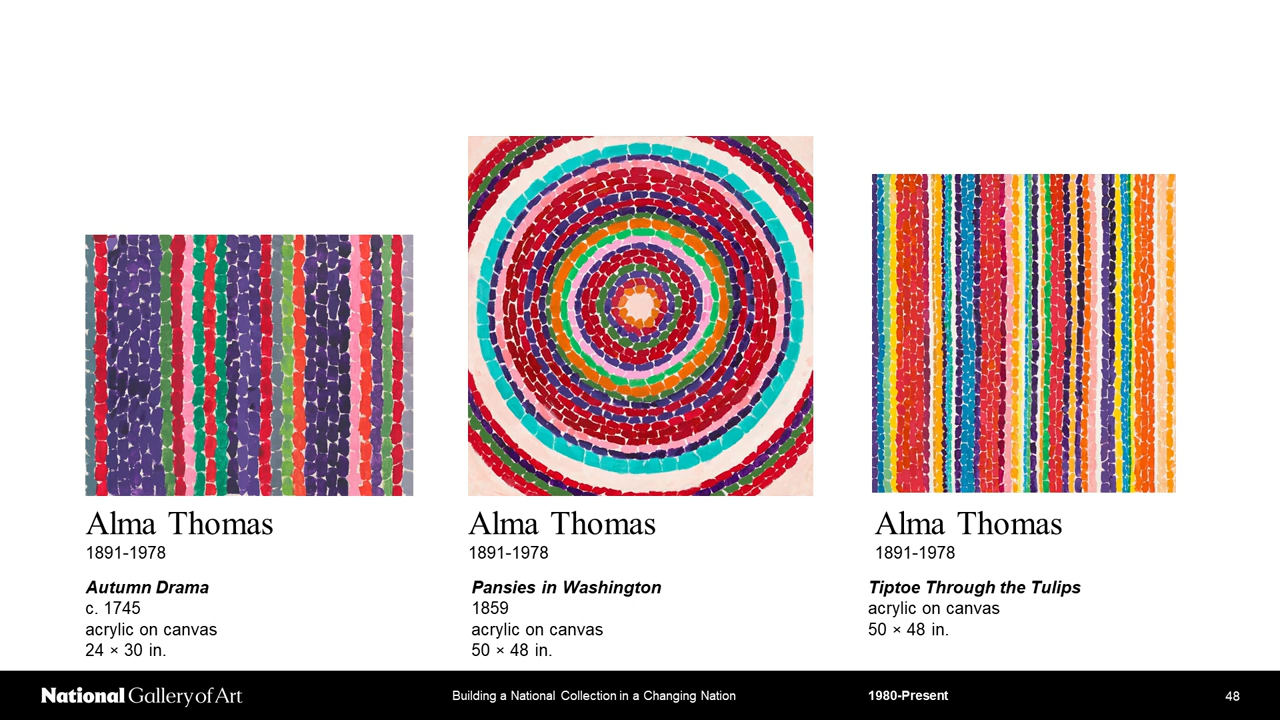 Alma Thomas
1891-1978
Autumn Drama
c. 1745
acrylic on canvas
24 × 30 in.
Alma Thomas
1891-1978
Pansies in Washington
1859
acrylic on canvas
50 × 48 in.
Alma Thomas
1891-1978
Tiptoe Through the Tulips
acrylic on canvas
50 × 48 in.
National Gallery of Art
Building a National Collection in a Changing Nation
1980-Present
48